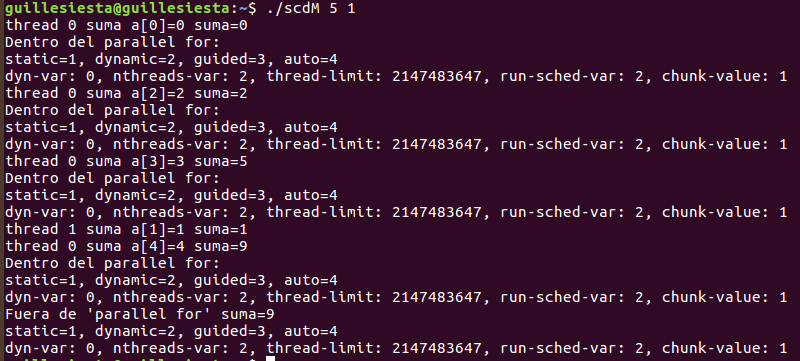 guillesiesta@guillesiesta:~$ ./scdM 5 1
thread 0 suma a[0]=0 suma=0
Dentro del parallel for:
static=1, dynamic=2, guided=3, auto=4
dyn-var: 0, nthreads-var: 2, thread-limit: 2147483647, run-sched-var: 2, chunk-value: 1
thread 0 suma a[2]=2 suma=2
Dentro del parallel for:
static=1, dynamic=2, guided=3, auto=4
dyn-var: 0, nthreads-var: 2, thread-limit: 2147483647, run-sched-var: 2, chunk-value: 1
thread 0 suma a[3]=3 suma=5
Dentro del parallel for:
static=1, dynamic=2, guided=3, auto=4
dyn-var: 0, nthreads-var: 2, thread-limit: 2147483647, run-sched-var: 2, chunk-value: 1
thread 1 suma a[1]=1 suma=1
thread 0 suma a[4]=4 suma=9
Dentro del parallel for:
static=1, dynamic=2, guided=3, auto=4
dyn-var: 0, nthreads-var: 2, thread-limit: 2147483647, run-sched-var: 2, chunk-value: 1
Fuera de 'parallel for' suma=9
static=1, dynamic=2, guided=3, auto=4
dyn-var: 0, nthreads-var: 2, thread-limit: 2147483647, run-sched-var: 2, chunk-value: 1